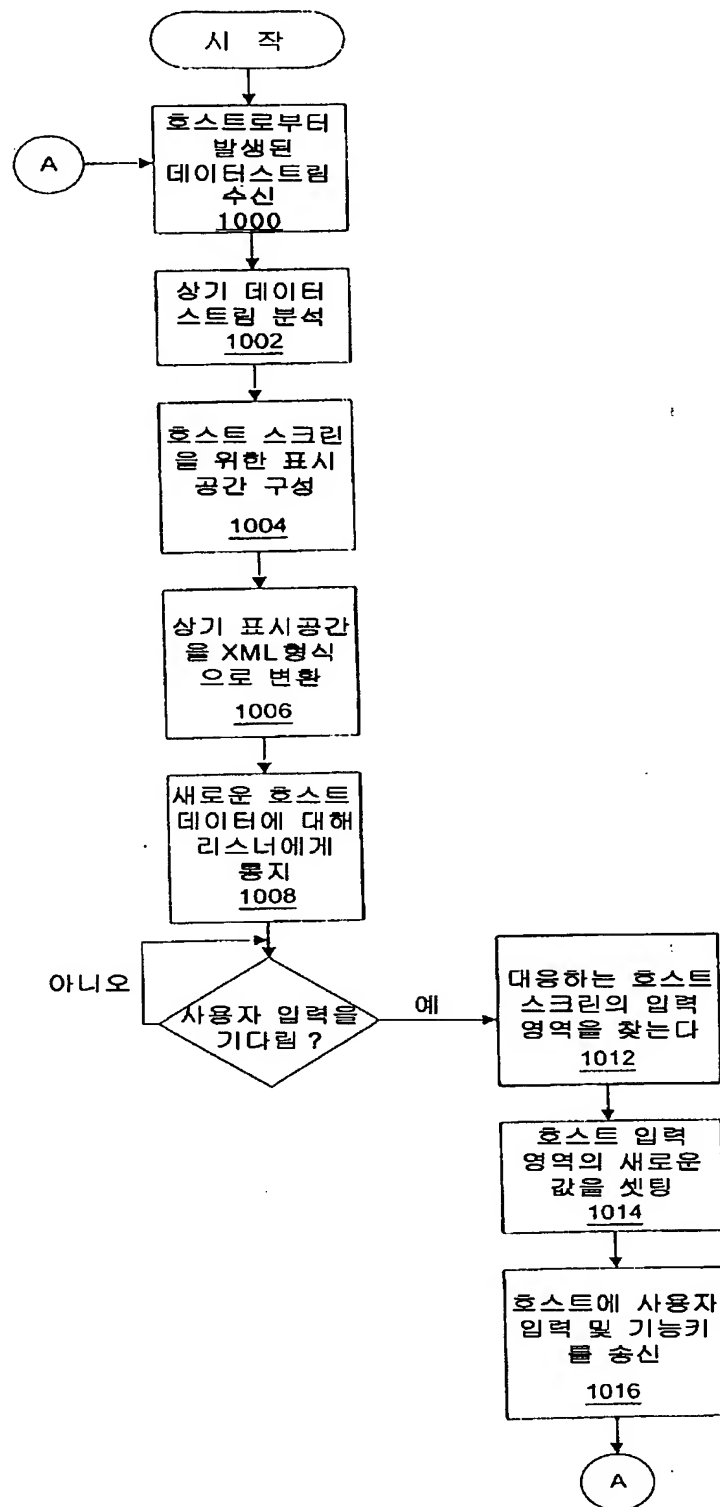 시 작
A
호스트로부터
발생된
데이터스트림
수신
1000
상기 데이터
스트림 분석
1002
호스트 스크린
을 위한 표시
공간 구성
1004
상기 표시공간
을 XML형식
으로 변환
1006
새로운 호스트
데이터에 대해
리스너에게
통지
1008
아니오
사용자 입력을
기다림 ?
예
대응하는 호스트
스크린의 입력
영역을 찾는다
1012
호스트 입력
영역의 새로운
값을 셋팅
1014
호스트에 사용자
입력 및 기능키
를 송신
1016
A